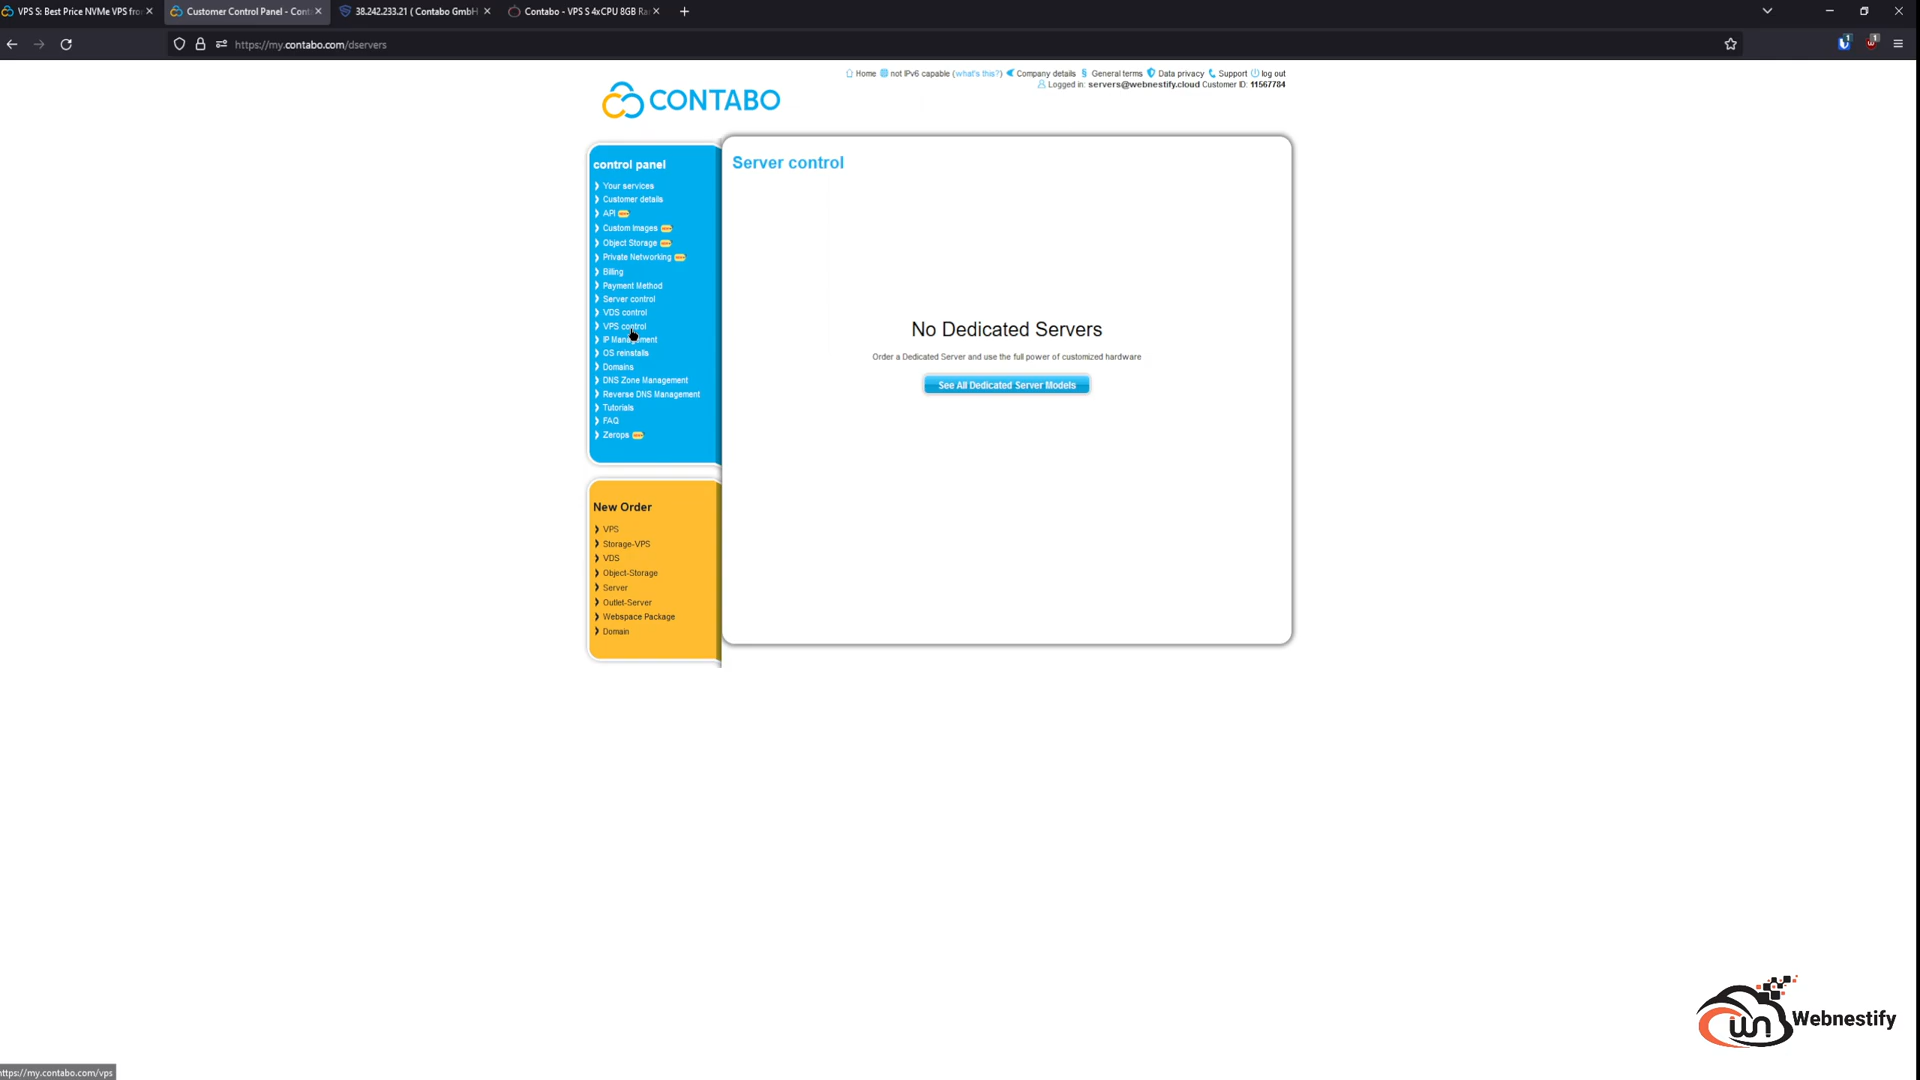 VPS S: Best Price NVMe VPS fro
Customer Control Panel - Cont
38.242.233.21 ( Contabo GmbH
Contabo - VPS S 4xCPU 8GB Ra
https://my.contabo.com/dservers
Home not IPv6 capable (what's this?) Company details § General terms Data privacy Support log out
Logged in: servers@webnestify.cloud Customer ID: 11567784
CONTABO
control panel
Your services
Customer details
API
Custom Images
Object Storage
Private Networking
Billing
Payment Method
Server control
VDS control
VPS control
IP Management
OS reinstalls
Domains
DNS Zone Management
Reverse DNS Management
Tutorials
FAQ
Zerops
Server control
No Dedicated Servers
Order a Dedicated Server and use the full power of customized hardware
See All Dedicated Server Models
New Order
VPS
Storage-VPS
VDS
Object-Storage
Server
Outlet-Server
Webspace Package
Domain
Webnestify
https://my.contabo.com/vps